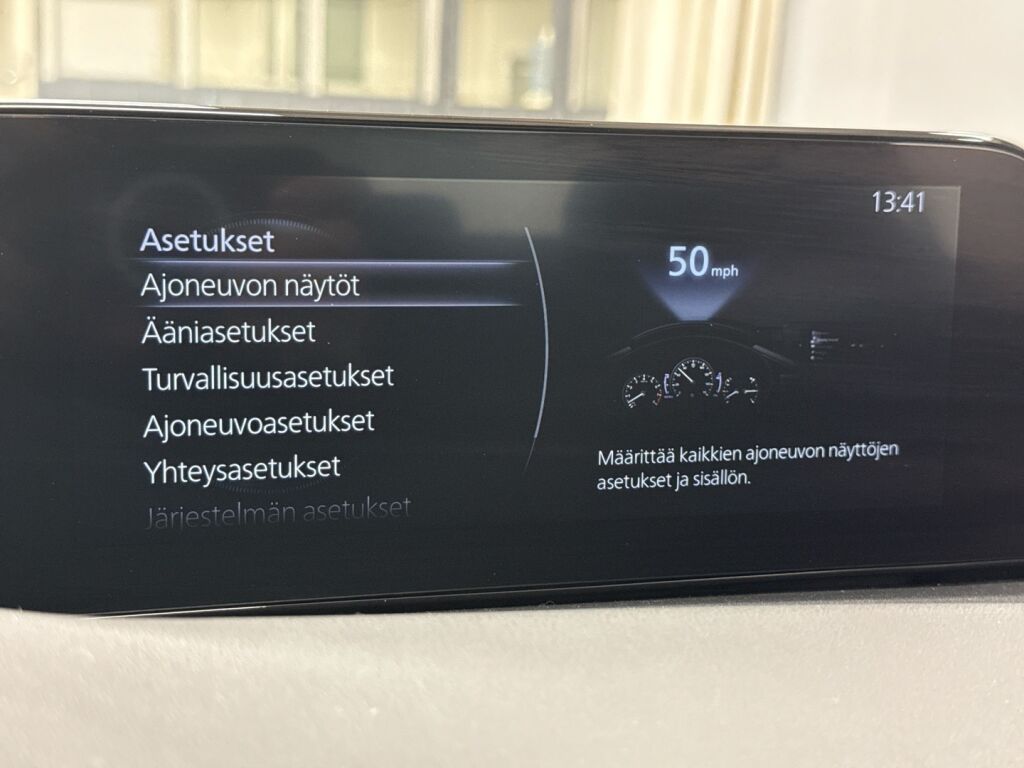 13:41
Asetukset
Ajoneuvon näytöt
Ääniasetukset
Turvallisuusasetukset
Ajoneuvoasetukset
Yhteysasetukset
Järjestelmän asetukset
50 mph
Määrittää kaikkien ajoneuvon näyttöjen
asetukset ja sisällön.